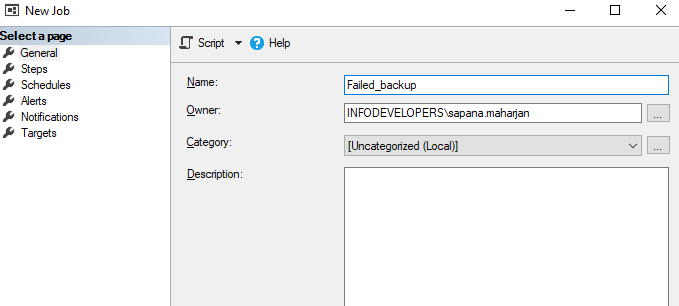 New Job
Select a page
General
Steps
Schedules
Alerts
Notifications
Targets
Script Help
Name: Failed_backup
Owner: INFODEVELOPERS\sapana.maharjan ...
Category: [Uncategorized (Local)] ...
Description: